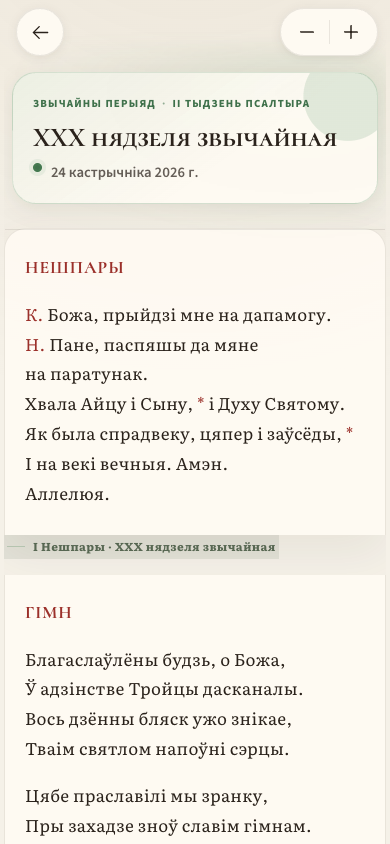 ЗВЫЧАЙНЫ ПЕРЫЯД · II ТЫДЗЕНЬ ПСАЛТЫРА
XXX НЯДЗЕЛЯ ЗВЫЧАЙНАЯ
24 кастрычніка 2026 г.
НЕШПАРЫ
К. Божа, прыйдзі мне на дапамогу.
Н. Пане, паспяшы да мяне
на паратунак.
Хвала Айцу і Сыну, * і Духу Святому.
Як была спрадвеку, цяпер і заўсёды, *
І на векі вечныя. Амэн.
Аллелюя.
І Нешпары · XXX нядзеля звычайная
ГІМН
Благаслаўлёны будзь, о Божа,
Ў адзінстве Тройцы дасканалы.
Вось дзённы бляск ужо знікае,
Тваім святлом напоўні сэрцы.
Цябе праславілі мы зранку,
Пры захадзе зноў славім гімнам.